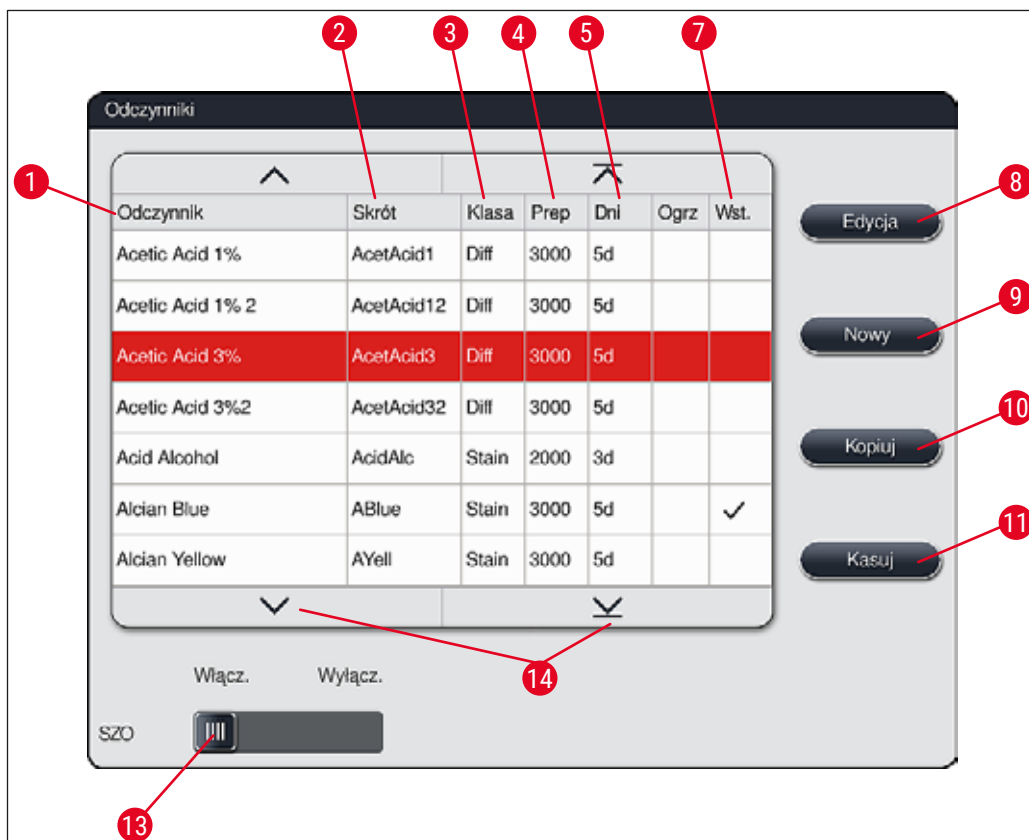 2 3 4 5 7
Odczynniki
1
8
Odczynnik Skrót Klasa Prep Dni Ogrz Wst.
Edycja
Acetic Acid 1% AcetAcid1 Diff 3000 5d
Acetic Acid 1% 2 AcetAcid12 Diff 3000 5d
9
Nowy
Acetic Acid 3% AcetAcid3 Diff 3000 5d
Acetic Acid 3%2 AcetAcid32 Diff 3000 5d
10
Kopiuj
Acid Alcohol AcidAlc Stain 2000 3d
Alcian Blue ABlue Stain 3000 5d ✓
11
Alcian Yellow AYell Stain 3000 5d
Kasuj
14
Włącz. Wyłącz.
SZO
13